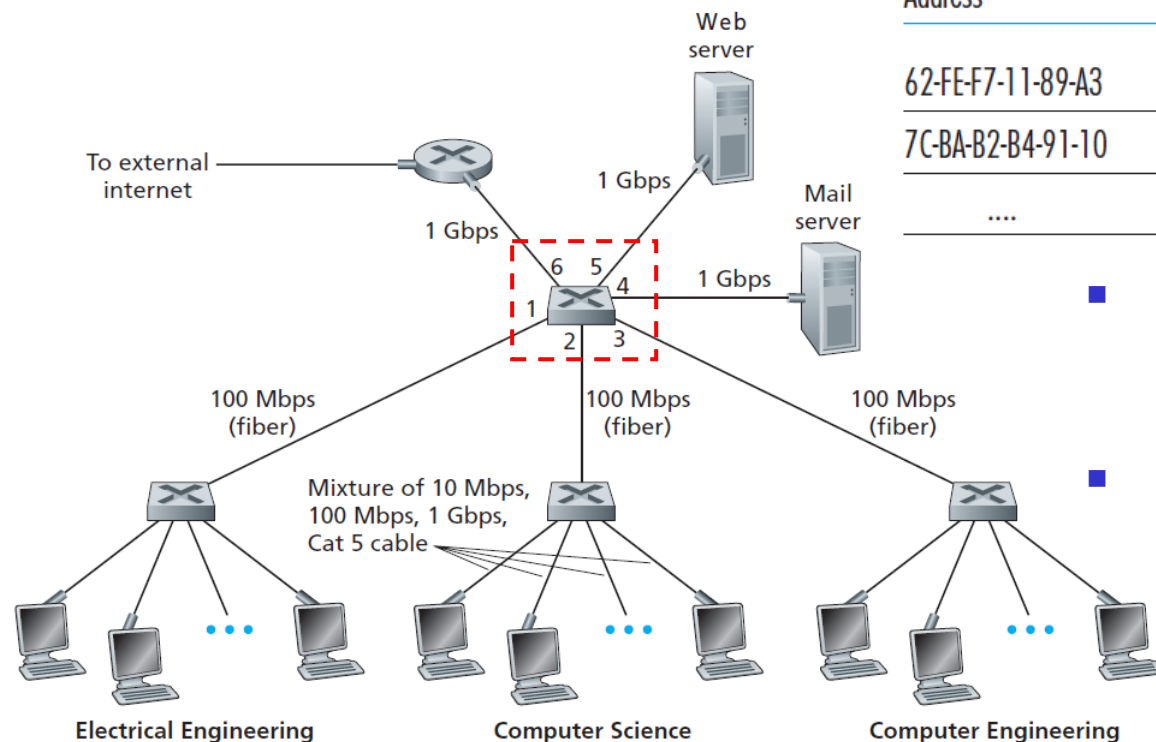 Address
62-FE-F7-11-89-A3
7C-BA-B2-B4-91-10
....
Web
server
To external
internet
1 Gbps
Mail
server
1 Gbps
6 5
4
1 Gbps
1
2 3
100 Mbps
(fiber)
100 Mbps
(fiber)
100 Mbps
(fiber)
Mixture of 10 Mbps,
100 Mbps, 1 Gbps,
Cat 5 cable
Electrical Engineering
Computer Science
Computer Engineering